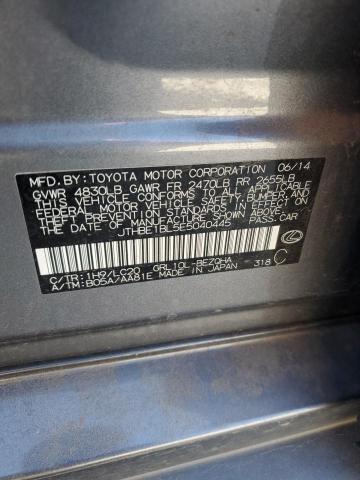 MFD. BY: TOYOTA MOTOR CORPORATION 06/14
GVWR 4830LB GAWR FR 2470LB RR 2655LB
THIS VEHICLE CONFORMS TO ALL APPLICABLE
FEDERAL MOTOR VEHICLE SAFETY, BUMPER, AND
THEFT PREVENTION STANDARDS IN EFFECT ON
THE DATE OF MANUFACTURE SHOWN ABOVE.
JTHBE1BL5E5040445 PASS. CAR
C/TR: 1H9/LC20 GRL10L-BEZQHA
A/TM: B05A/AA81E MADE IN JAPAN 318 C